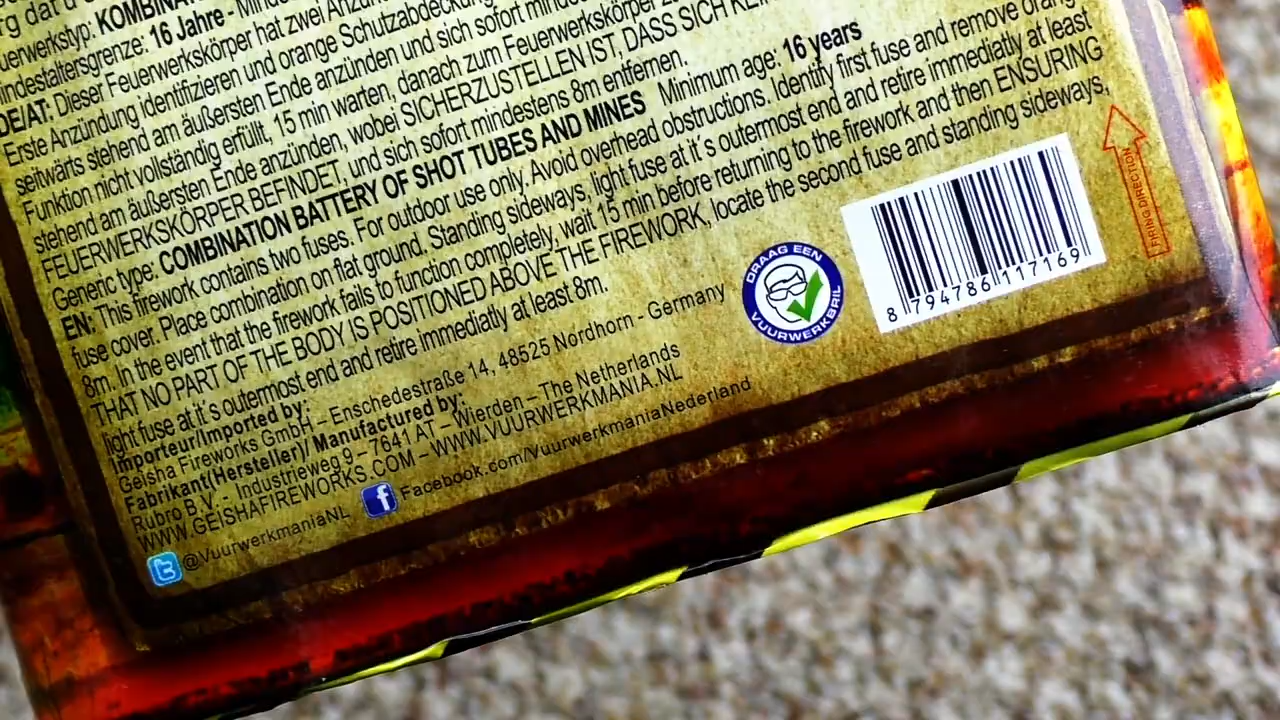 uerwerkstyp: KOMBINA
indestaltersgrenze: 16 Jahre - Mind
DEAT: Dieser Feuerwerkskörper hat zwei Anzün
Erste Anzündung identifizieren und orange Schutzabdeckung
seitwärts stehend am äußersten Ende anzünden und sich sofort mindes
Funktion nicht vollständig erfüllt, 15 min warten, danach zum Feuerwerkskörper
stehend am äußersten Ende anzünden, wobei SICHERZUSTELLEN IST, DASS SICH KEIN
FEUERWERKSKÖRPER BEFINDET, und sich sofort mindestens 8m entfernen.
Generic type: COMBINATION BATTERY OF SHOT TUBES AND MINES Minimum age: 16 years
EN: This firework contains two fuses. For outdoor use only. Avoid overhead obstructions. Identify first fuse and remove orang
fuse cover. Place combination on flat ground. Standing sideways, light fuse at it´s outermost end and retire immediatly at least
8m. In the event that the firework fails to function completely, wait 15 min before returning to the firework and then ENSURING
THAT NO PART OF THE BODY IS POSITIONED ABOVE THE FIREWORK, locate the second fuse and standing sideways,
light fuse at it´s outermost end and retire immediatly at least 8m.
Importeur/Imported by:
Geisha Fireworks GmbH. – Enschedestraße 14, 48525 Nordhorn - Germany
Fabrikant(Hersteller)/ Manufactured by:
Rubro B.V. - Industrieweg 9 – 7641 AT – Wierden – The Netherlands
WWW.GEISHAFIREWORKS.COM – WWW.VUURWERKMANIA.NL
@VuurwerkmaniaNL Facebook.com/VuurwerkmaniaNederland
DRAAG EEN
VUURWERKBRIL
8 794786 117169
FIRING DIRECTION